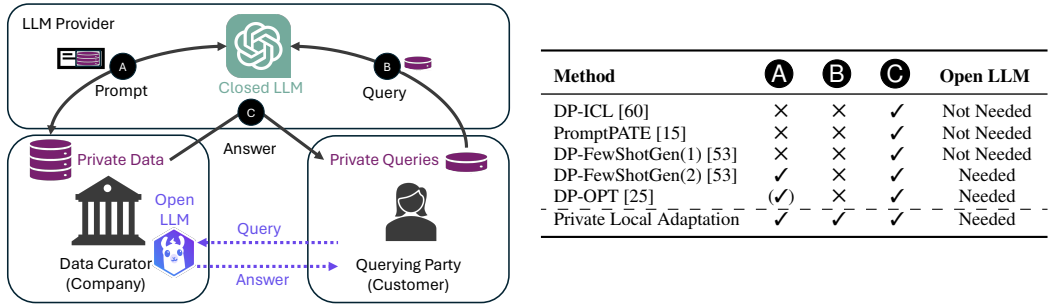 LLM Provider
A
Prompt
Closed LLM
B
Query
C
Answer
Private Data
Private Queries
Open
LLM
Query
Answer
Data Curator
(Company)
Querying Party
(Customer)
Method A B C Open LLM
DP-ICL [60] × × ✓ Not Needed
PromptPATE [15] × × ✓ Not Needed
DP-FewShotGen(1) [53] × × ✓ Not Needed
DP-FewShotGen(2) [53] ✓ × ✓ Needed
DP-OPT [25] (✓) × ✓ Needed
Private Local Adaptation ✓ ✓ ✓ Needed